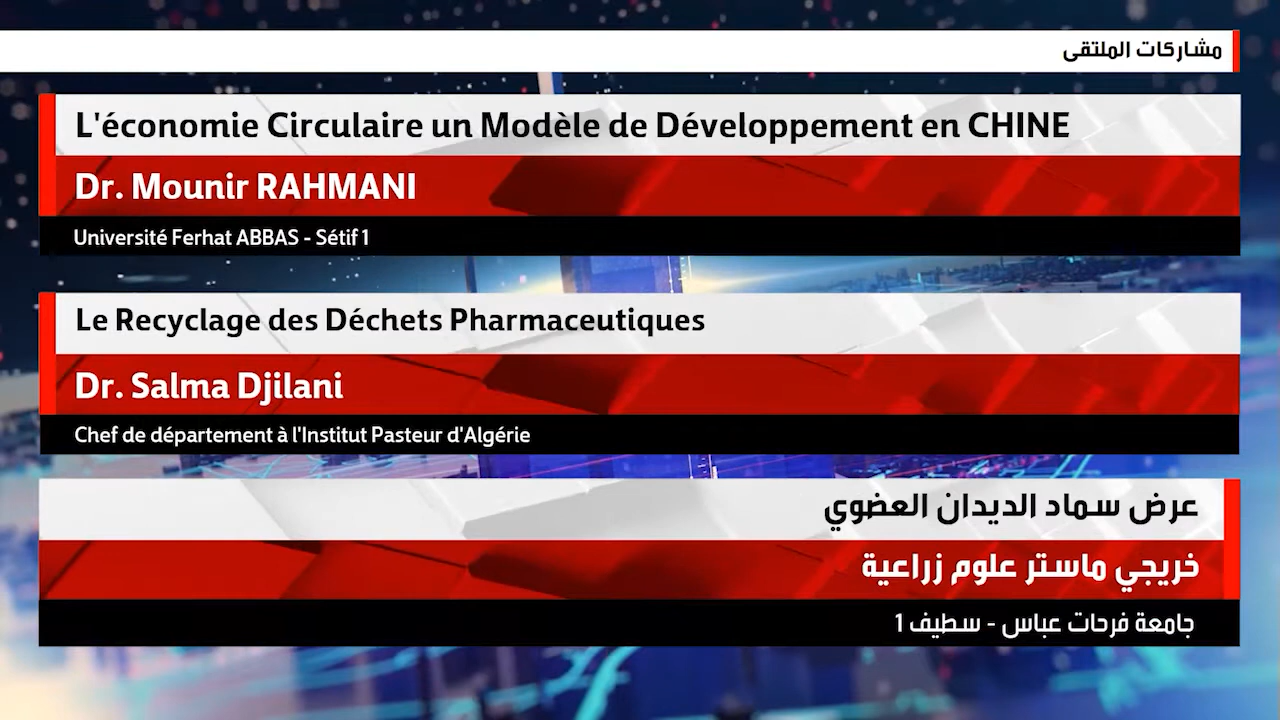 مشاركات الملتقى
L'économie Circulaire un Modèle de Développement en CHINE
Dr. Mounir RAHMANI
Université Ferhat ABBAS - Sétif 1
Le Recyclage des Déchets Pharmaceutiques
Dr. Salma Djilani
Chef de département à l'Institut Pasteur d'Algérie
عرض سماد الديدان العضوي
خريجي ماستر علوم زراعية
جامعة فرحات عباس - سطيف 1